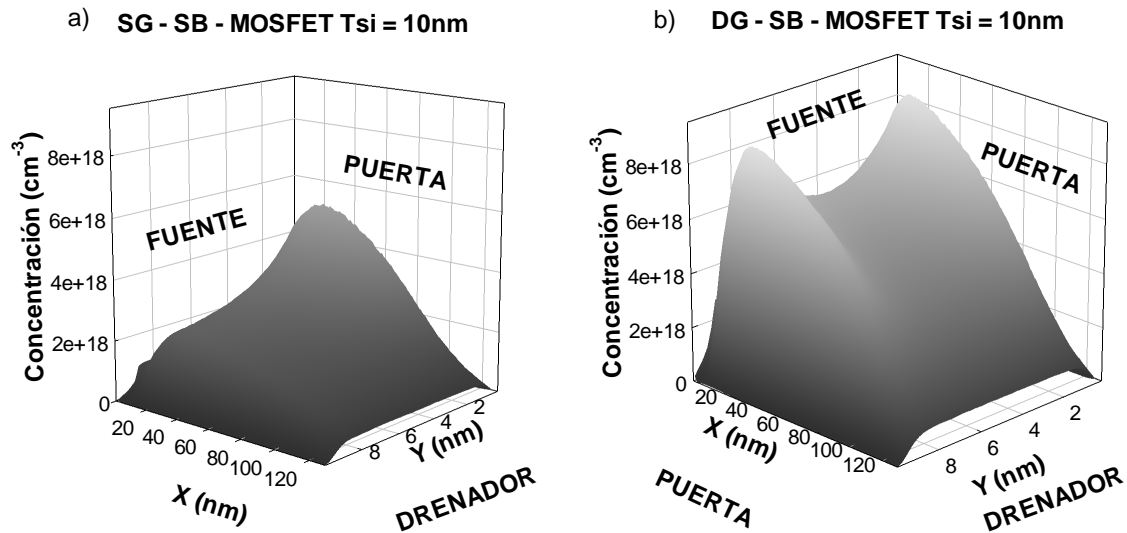 a) SG - SB - MOSFET Tsi = 10nm
Concentración (cm-3)
8e+18
6e+18
4e+18
2e+18
0
FUENTE
PUERTA
20 40 60 80 100 120
X (nm)
8 6 4 2
Y (nm)
DRENADOR
b) DG - SB - MOSFET Tsi = 10nm
Concentración (cm-3)
8e+18
6e+18
4e+18
2e+18
0
FUENTE
PUERTA
20 40 60 80 100 120
X (nm)
8 6 4 2
Y (nm)
PUERTA
DRENADOR